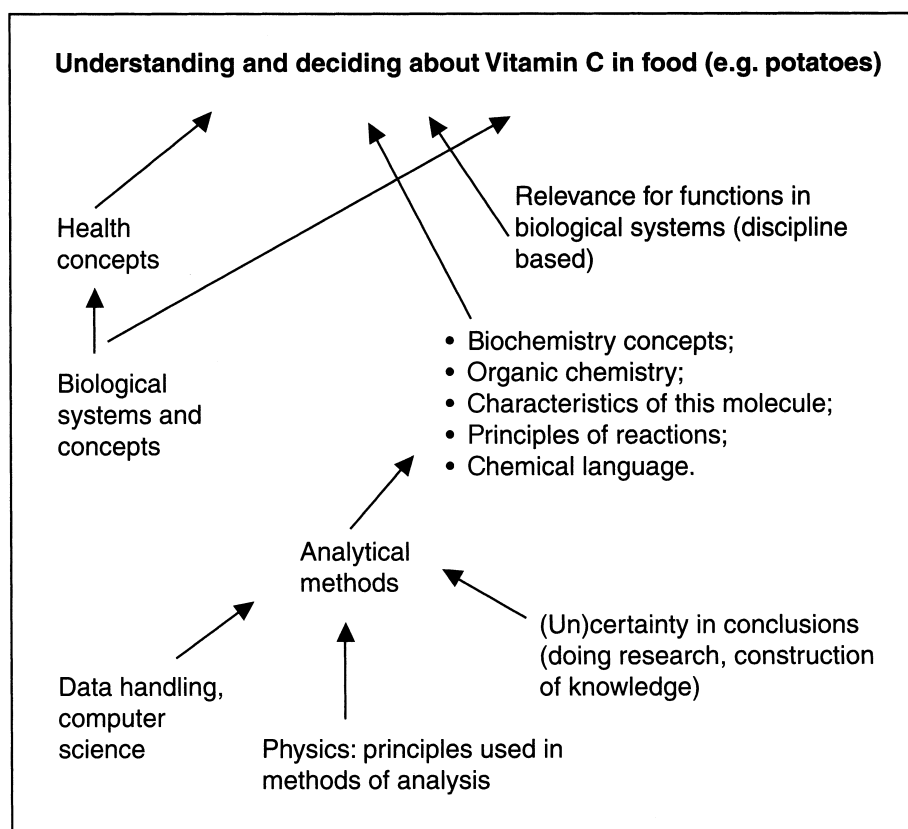 Understanding and deciding about Vitamin C in food (e.g. potatoes)
Health
concepts
Relevance for functions in
biological systems (discipline
based)
Biological
systems and
concepts
• Biochemistry concepts;
• Organic chemistry;
• Characteristics of this molecule;
• Principles of reactions;
• Chemical language.
Analytical
methods
Data handling,
computer
science
Physics: principles used in
methods of analysis
(Un)certainty in conclusions
(doing research, construction
of knowledge)